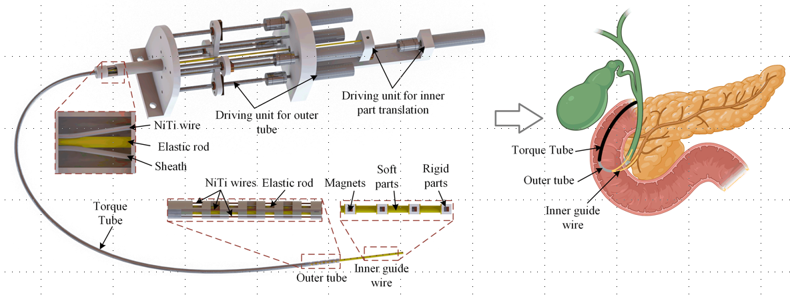 Driving unit for outer
tube
Driving unit for inner
part translation
NiTi wire
Elastic rod
Sheath
Torque
Tube
NiTi wires
Elastic rod
Magnets
Soft
parts
Rigid
parts
Outer tube
Inner guide
wire
Torque Tube
Outer tube
Inner guide
wire